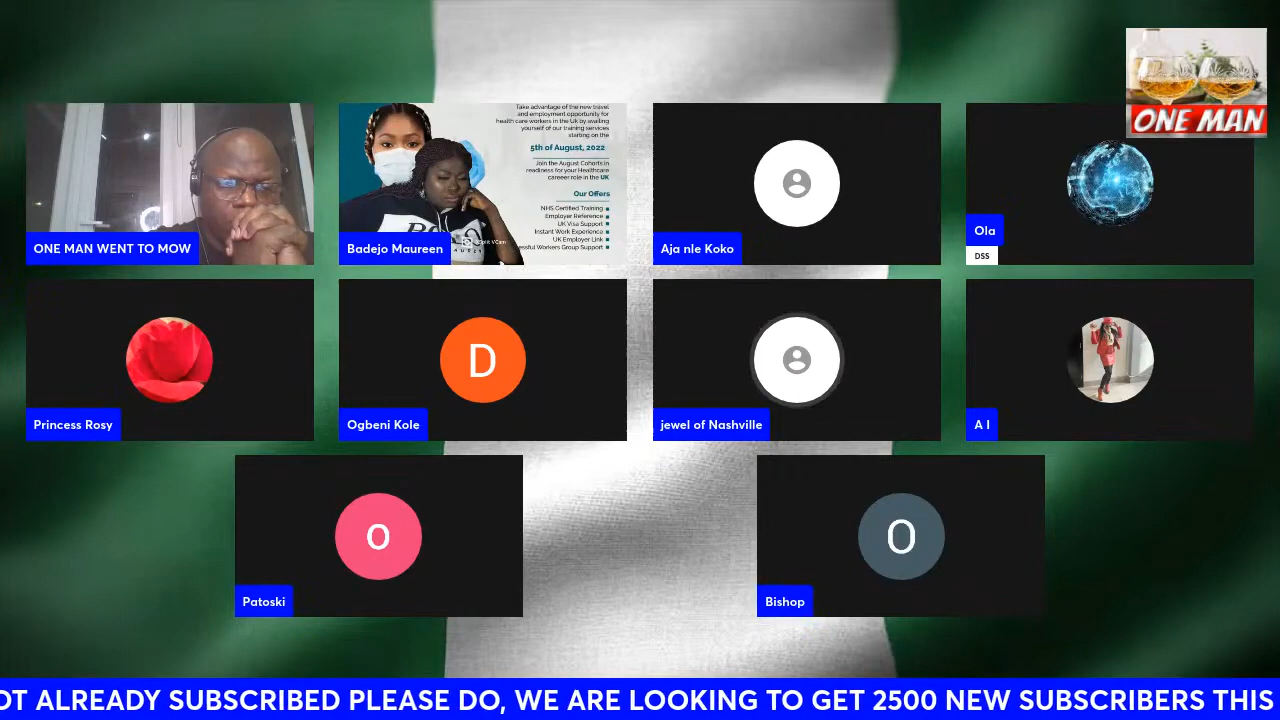 ONE MAN
ONE MAN WENT TO MOW
Take advantage of the new travel
and employment opportunity for
health care workers in the UK by availing
yourself of our training services
starting on the
5th of August, 2022
Join the August Cohorts in
readiness for your Healthcare
careeer role in the UK
Our Offers
NHS Certified Training
Employer Reference
UK Visa Support
Instant Work Experience
UK Employer Link
essful Workers Group Support
Badejo Maureen
Aja nle Koko
Ola
DSS
Princess Rosy
D
Ogbeni Kole
jewel of Nashville
A I
O
Patoski
O
Bishop
OT ALREADY SUBSCRIBED PLEASE DO, WE ARE LOOKING TO GET 2500 NEW SUBSCRIBERS THIS